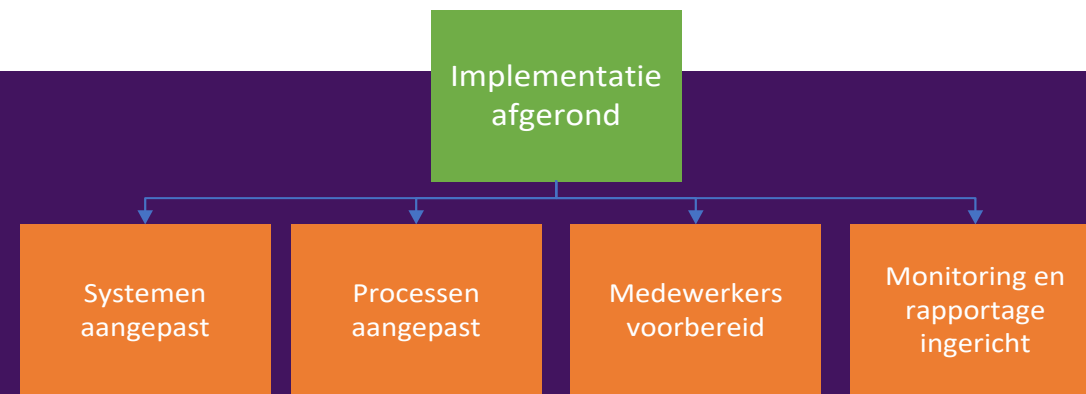 Implementatie
afgerond
Systemen
aangepast
Processen
aangepast
Medewerkers
voorbereid
Monitoring en
rapportage
ingericht